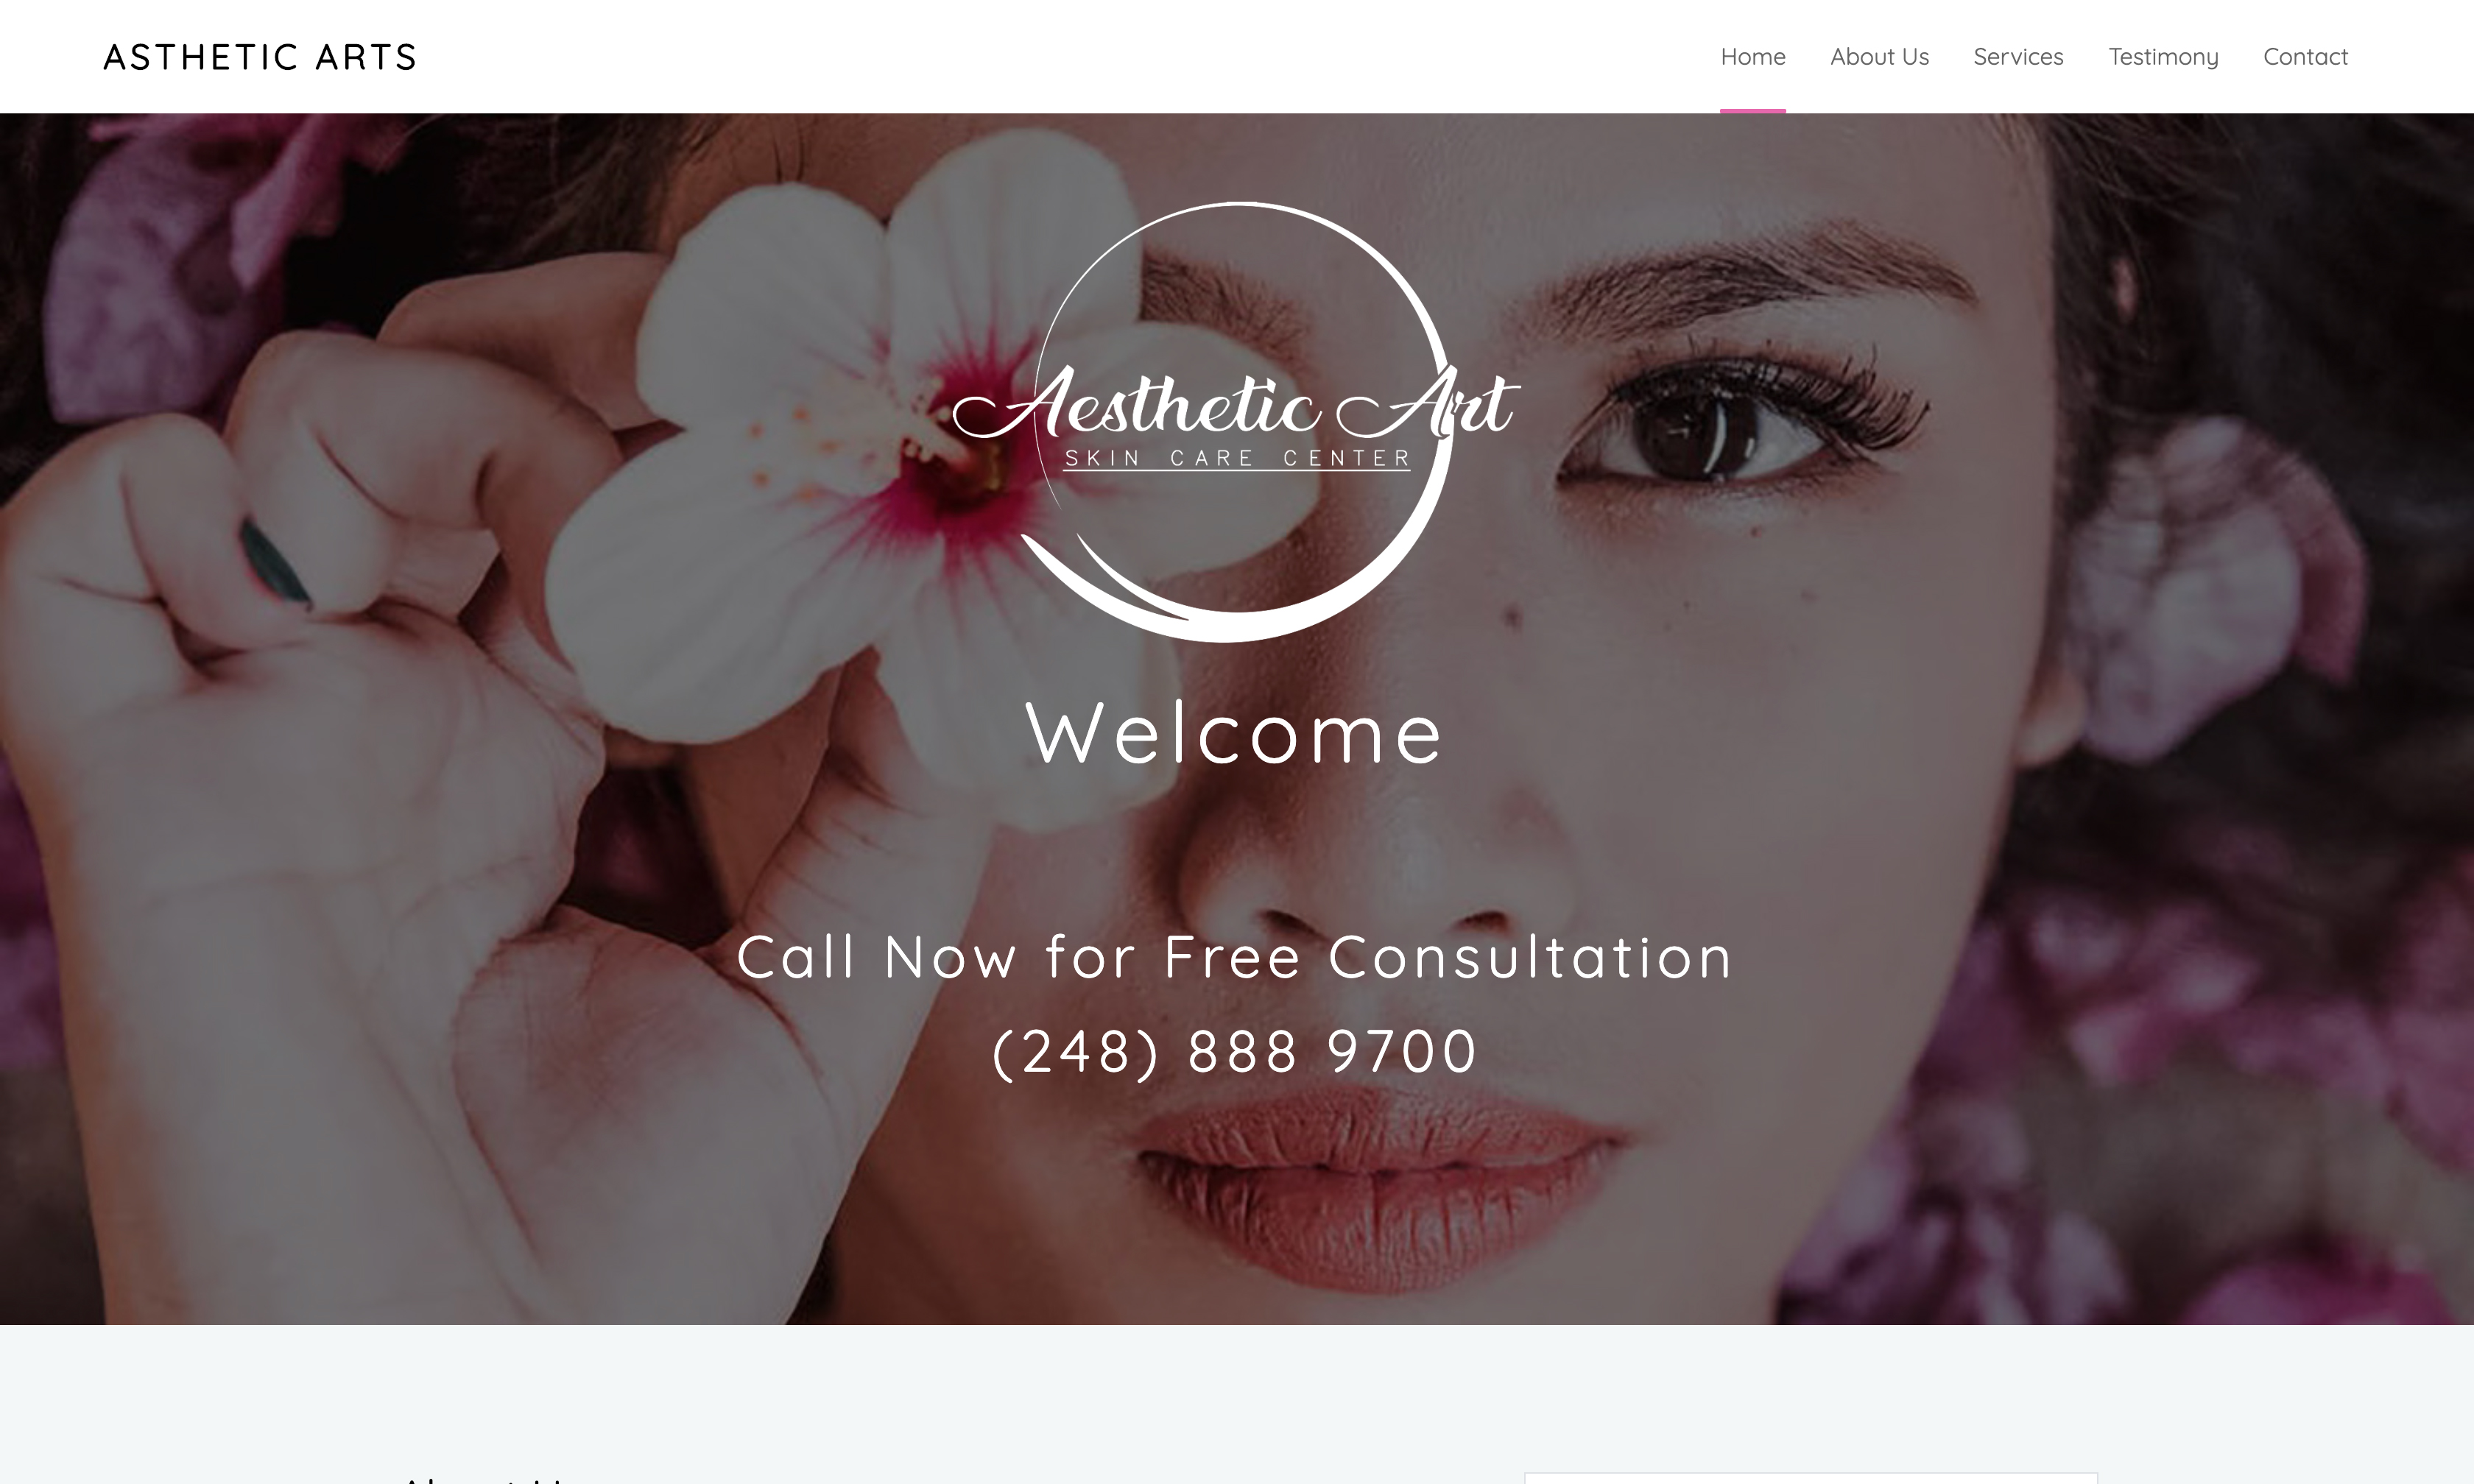 ASTHETIC ARTS
Home About Us Services Testimony Contact
Aesthetic Art
SKIN CARE CENTER
Welcome
Call Now for Free Consultation
(248) 888 9700